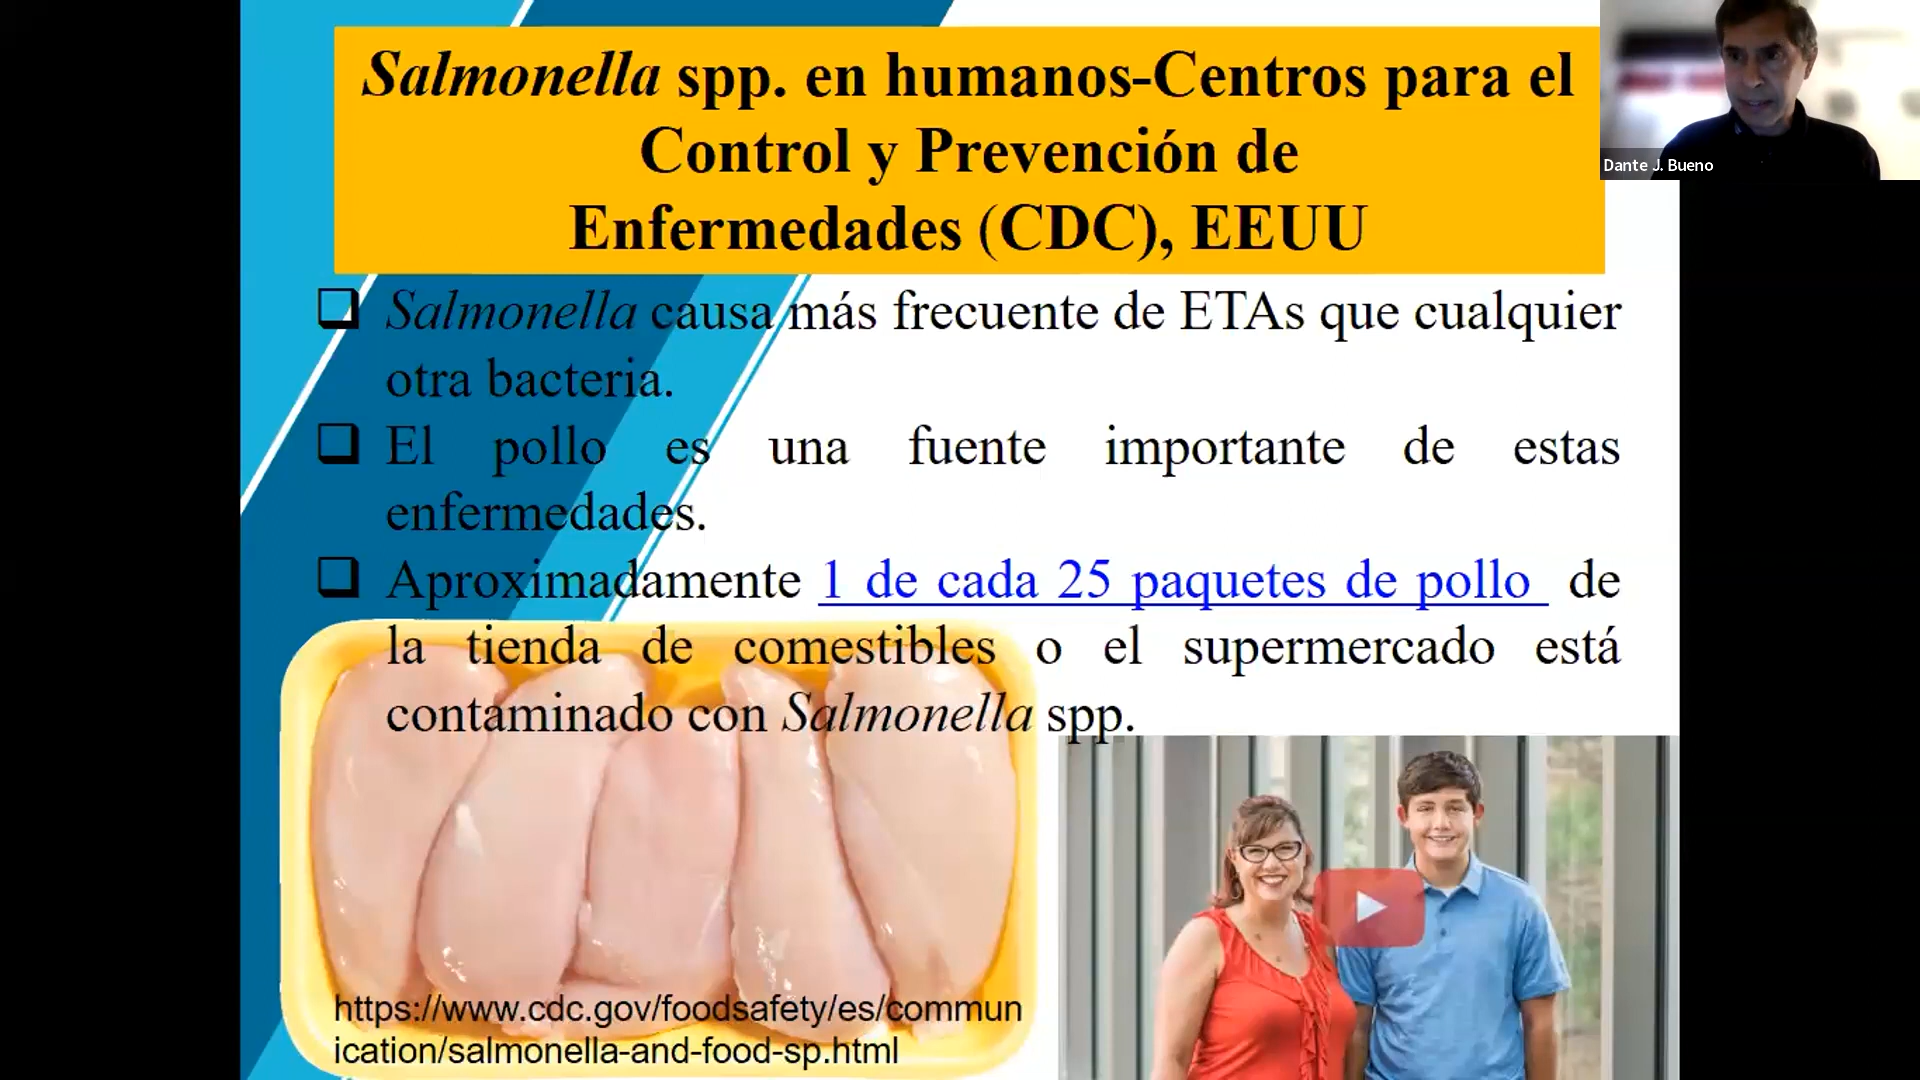 Salmonella spp. en humanos-Centros para el
Control y Prevención de
Enfermedades (CDC), EEUU
Dante J. Bueno
❑ Salmonella causa más frecuente de ETAs que cualquier
otra bacteria.
❑ El pollo es una fuente importante de estas
enfermedades.
❑ Aproximadamente 1 de cada 25 paquetes de pollo de
la tienda de comestibles o el supermercado está
contaminado con Salmonella spp.
https://www.cdc.gov/foodsafety/es/commun
ication/salmonella-and-food-sp.html